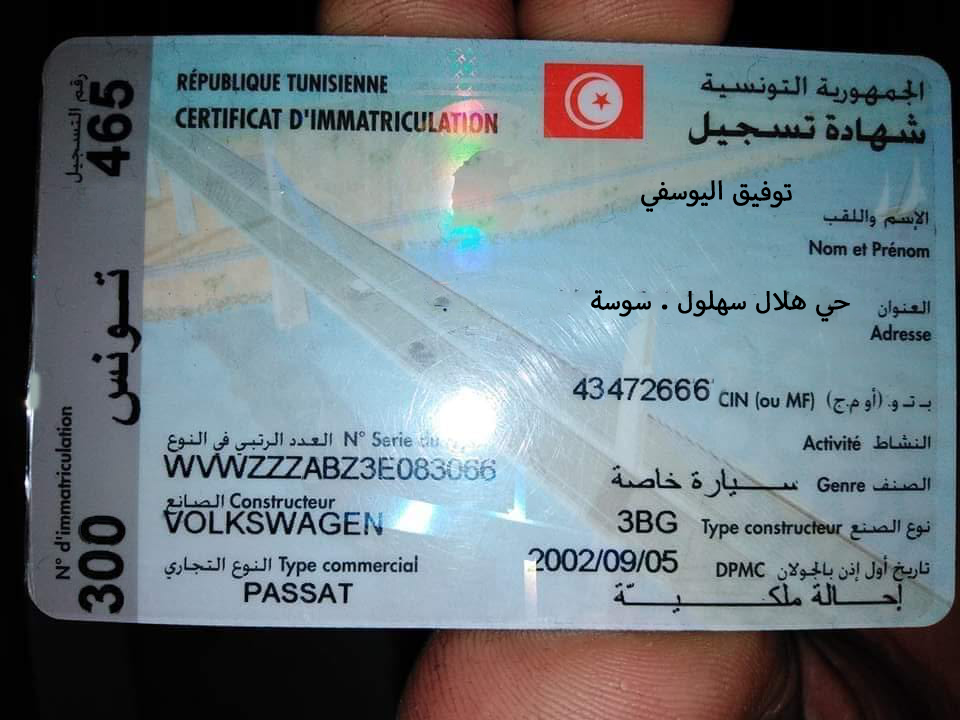 RÉPUBLIQUE TUNISIENNE
الجمهورية التونسية
CERTIFICAT D'IMMATRICULATION
شهادة تسجيل
توفيق اليوسفي
الإسم واللقب
Nom et Prénom
حي هلال سهلول . سوسة
العنوان
Adresse
43472666 CIN (ou MF) ب ت و. (أو م.ج)
Activité النشاط
العدد الرتبي في النوع N° Serie du
WVWZZZABZ3E083066
سيارة خاصة Genre الصنف
الصانع Constructeur
VOLKSWAGEN
3BG Type constructeur نوع الصنع
النوع التجاري Type commercial
PASSAT
2002/09/05 DPMC تاريخ أول إذن بالجولان
إحالة ملكية
N° d'immatriculation
رقم التسجيل
300 تونس 465